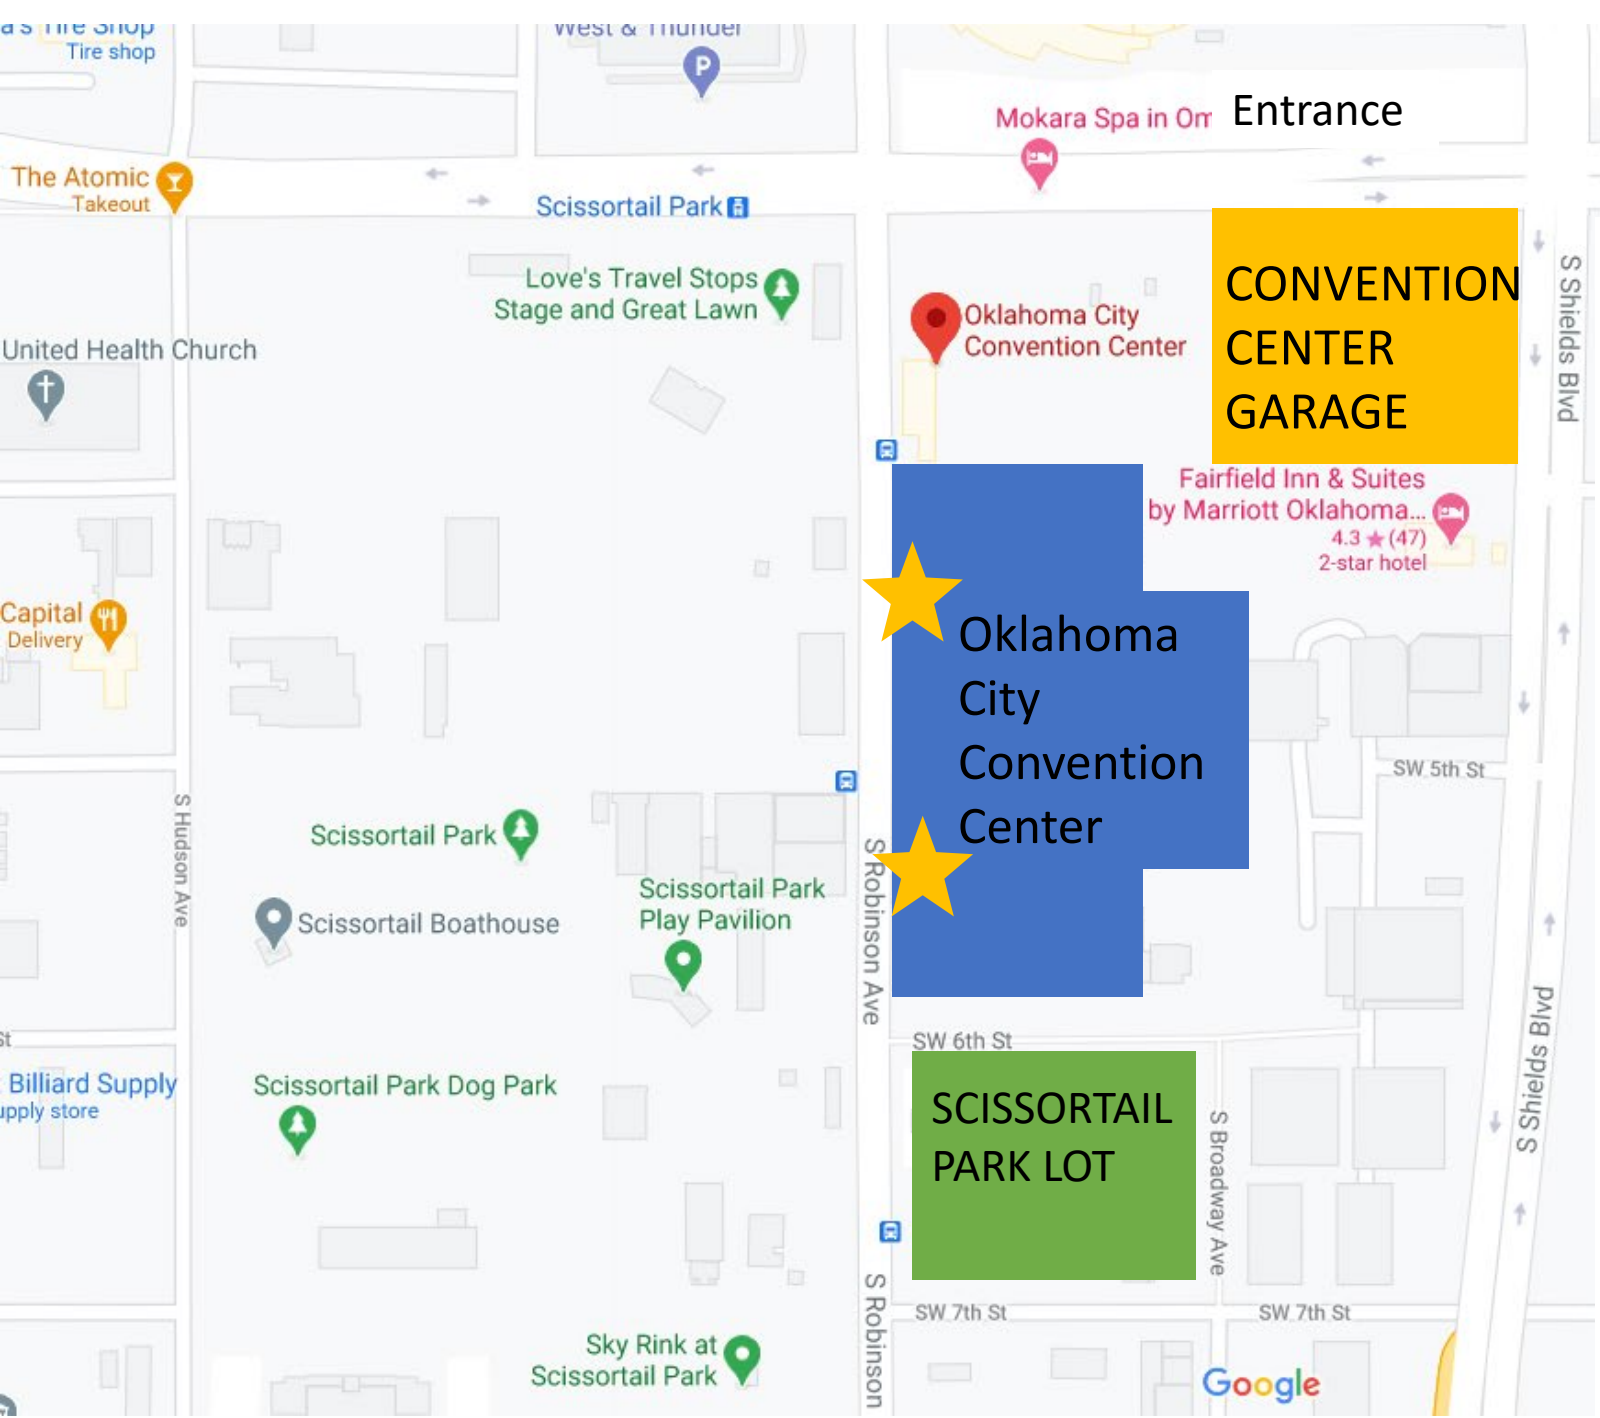 Tire Shop
Tire shop
West & Thunder
P
Mokara Spa in Om
Entrance
The Atomic
Takeout
Scissortail Park
Love's Travel Stops
Stage and Great Lawn
Oklahoma City
Convention Center
CONVENTION
CENTER
GARAGE
S Shields Blvd
United Health Church
Fairfield Inn & Suites
by Marriott Oklahoma...
4.3 ★ (47)
2-star hotel
Capital
Delivery
Oklahoma
City
Convention
Center
SW 5th St
S Hudson Ave
Scissortail Park
Scissortail Boathouse
Scissortail Park
Play Pavilion
S Robinson Ave
S Shields Blvd
St
SW 6th St
Billiard Supply
upply store
Scissortail Park Dog Park
SCISSORTAIL
PARK LOT
S Broadway Ave
S Robinson
SW 7th St
SW 7th St
Sky Rink at
Scissortail Park
Google